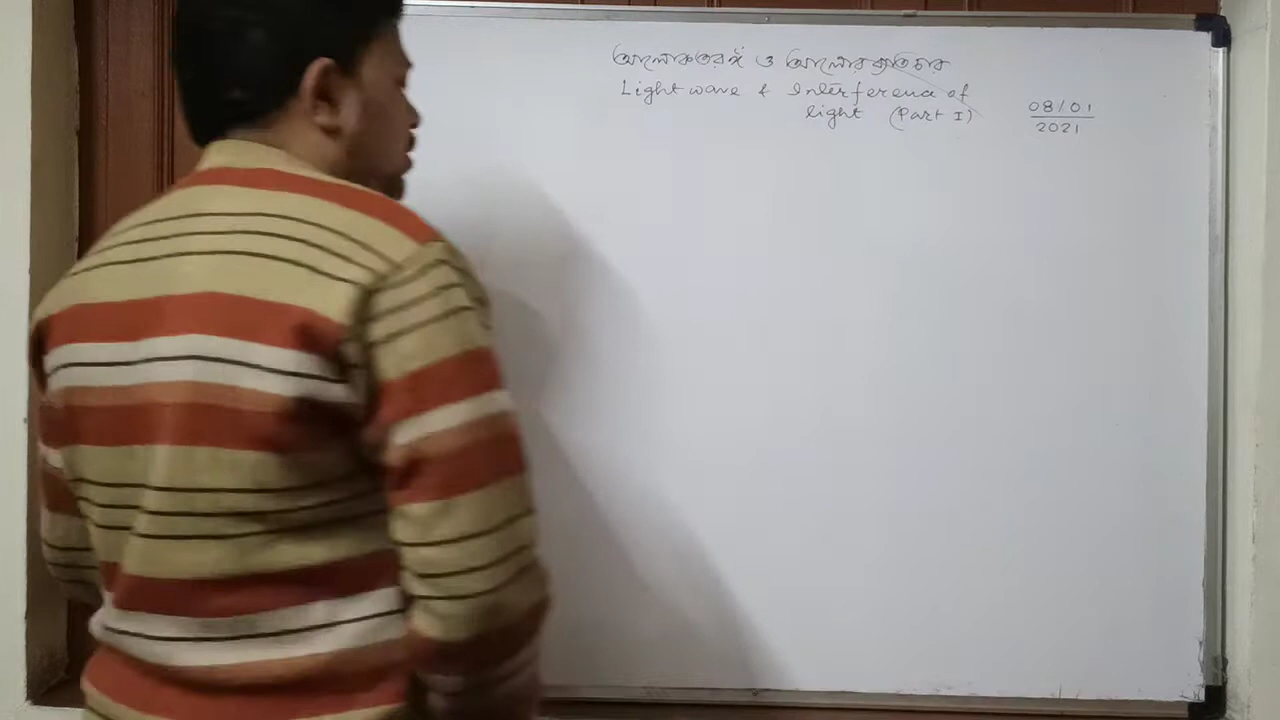 আলোকতরঙ্গ ও আলোর ব্যতিচার
Light wave & Interference of
light (Part I)
08/01
2021